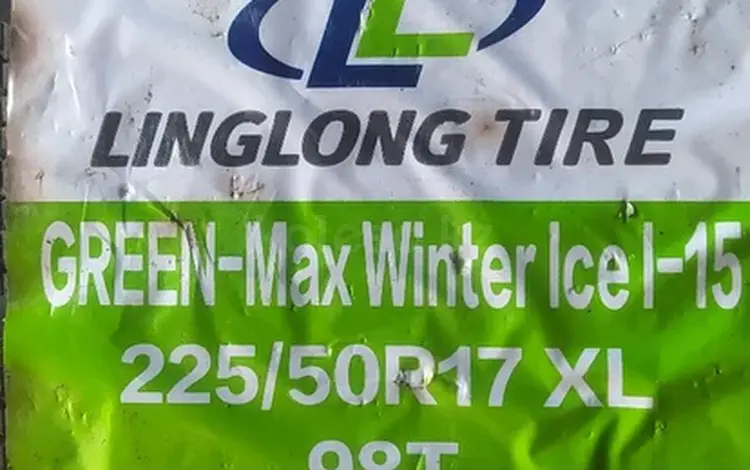 LINGLONG TIRE
GREEN-Max Winter Ice I-15
225/50R17 XL
98T